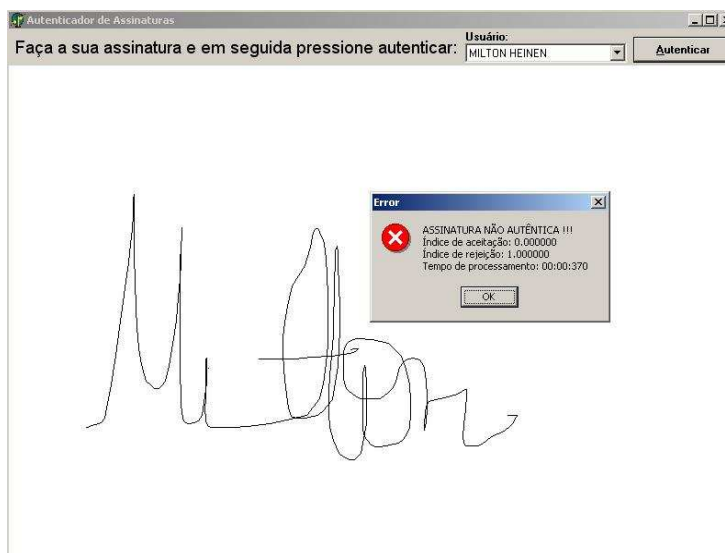 Autenticador de Assinaturas
Faça a sua assinatura e em seguida pressione autenticar:
Usuário:
MILTON HEINEN
Autenticar
Error
ASSINATURA NÃO AUTÊNTICA !!!
Índice de aceitação: 0.000000
Índice de rejeição: 1.000000
Tempo de processamento: 00:00:370
OK
Milton